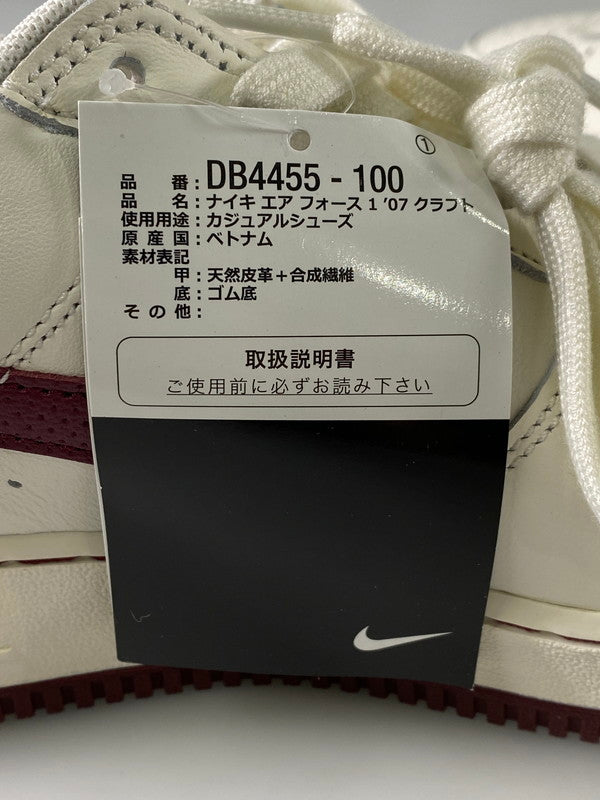 ①
品 番：DB4455 - 100
品 名：ナイキ エア フォース 1 '07 クラフト
使用用途：カジュアルシューズ
原 産 国：ベトナム
素材表記
甲：天然皮革＋合成繊維
底：ゴム底
そ の 他：
取扱説明書
ご使用前に必ずお読み下さい